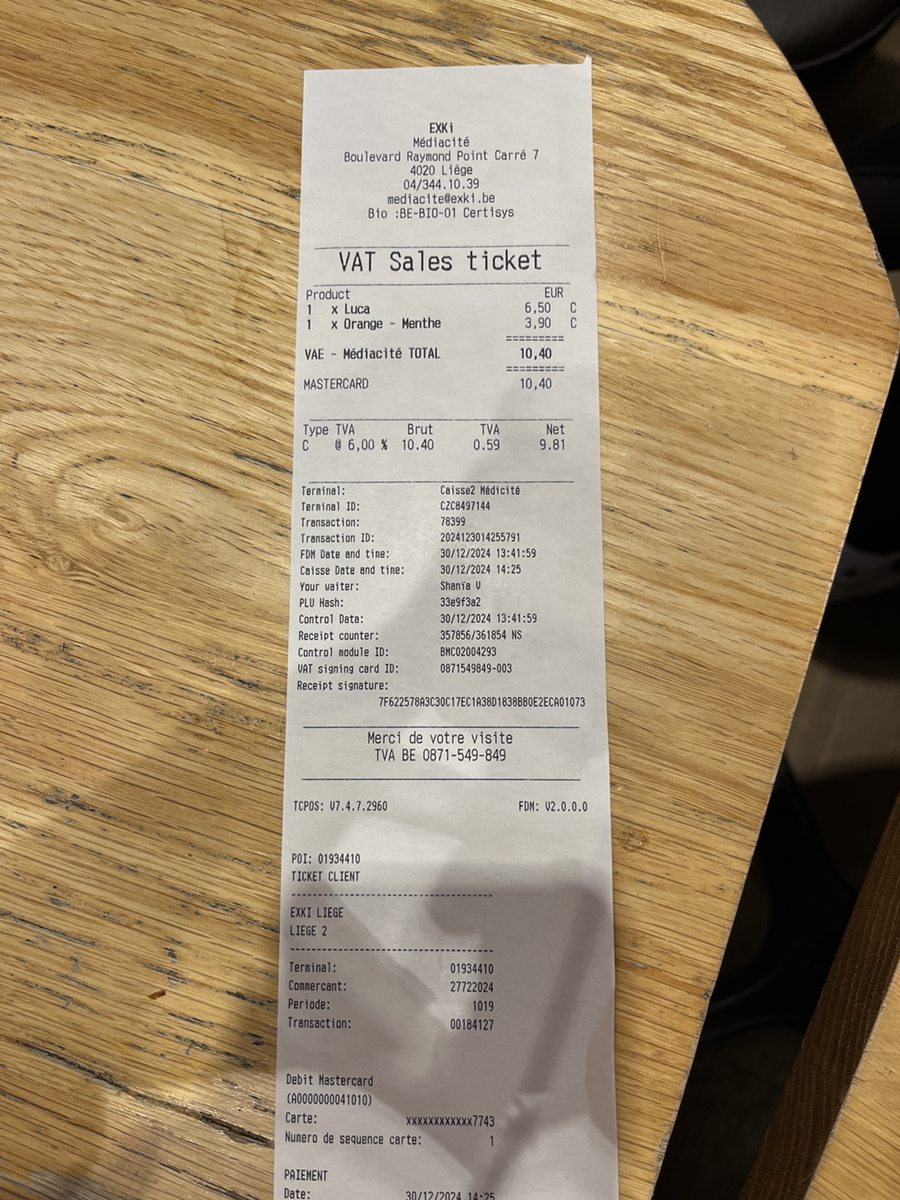 EXKi
Médiacité
Boulevard Raymond Point Carré 7
4020 Liège
04/344.10.39
mediacite@exki.be
Bio :BE-BIO-01 Certisys
VAT Sales ticket
Product EUR
1 x Luca 6,50 C
1 x Orange - Menthe 3,90 C
=========
VAE - Médiacité TOTAL 10,40
=========
MASTERCARD 10,40
Type TVA Brut TVA Net
C @ 6,00 % 10.40 0.59 9.81
Terminal: Caisse2 Médicité
Terminal ID: CZC8497144
Transaction: 78399
Transaction ID: 2024123014255791
FDM Date and time: 30/12/2024 13:41:59
Caisse Date and time: 30/12/2024 14:25
Your waiter: Shanïa V
PLU Hash: 33e9f3a2
Control Data: 30/12/2024 13:41:59
Receipt counter: 357856/361854 NS
Control module ID: BMC02004293
VAT signing card ID: 0871549849-003
Receipt signature:
7F622578A3C30C17EC1A38D1838BB0E2ECA01073
Merci de votre visite
TVA BE 0871-549-849
TCPOS: V7.4.7.2960 FDM: V2.0.0.0
POI: 01934410
TICKET CLIENT
--------------------------------
EXKI LIEGE
LIEGE 2
--------------------------------
Terminal: 01934410
Commercant: 27722024
Periode: 1019
Transaction: 00184127
Debit Mastercard
(A0000000041010)
Carte: xxxxxxxxxxxx7743
Numero de sequence carte: 1
PAIEMENT
Date: 30/12/2024 14:25